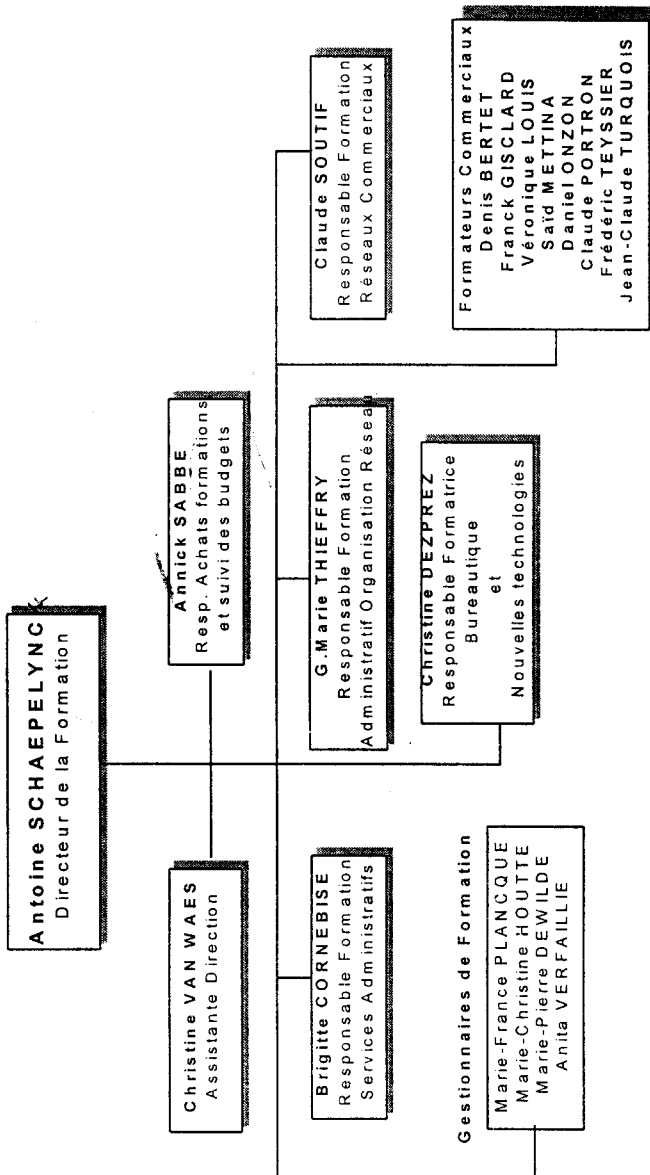 Antoine SCHAEPELYNCK
Directeur de la Formation
Christine VAN WAES
Assistante Direction
Annick SABBE
Resp. Achats formations
et suivi des budgets
Brigitte CORNEBISE
Responsable Formation
Services Administratifs
G.Marie THIEFFRY
Responsable Formation
Administratif Organisation Réseau
Claude SOUTIF
Responsable Formation
Réseaux Commerciaux
Gestionnaires de Formation
Marie-France PLANCQUE
Marie-Christine HOUTTE
Marie-Pierre DEWILDE
Anita VERFAILLIE
Christine DEZPREZ
Responsable Formatrice
Bureautique
et
Nouvelles technologies
Formateurs Commerciaux
Denis BERTET
Franck GISCLARD
Véronique LOUIS
Saïd METTINA
Daniel ONZON
Claude PORTRON
Frédéric TEYSSIER
Jean-Claude TURQUOIS